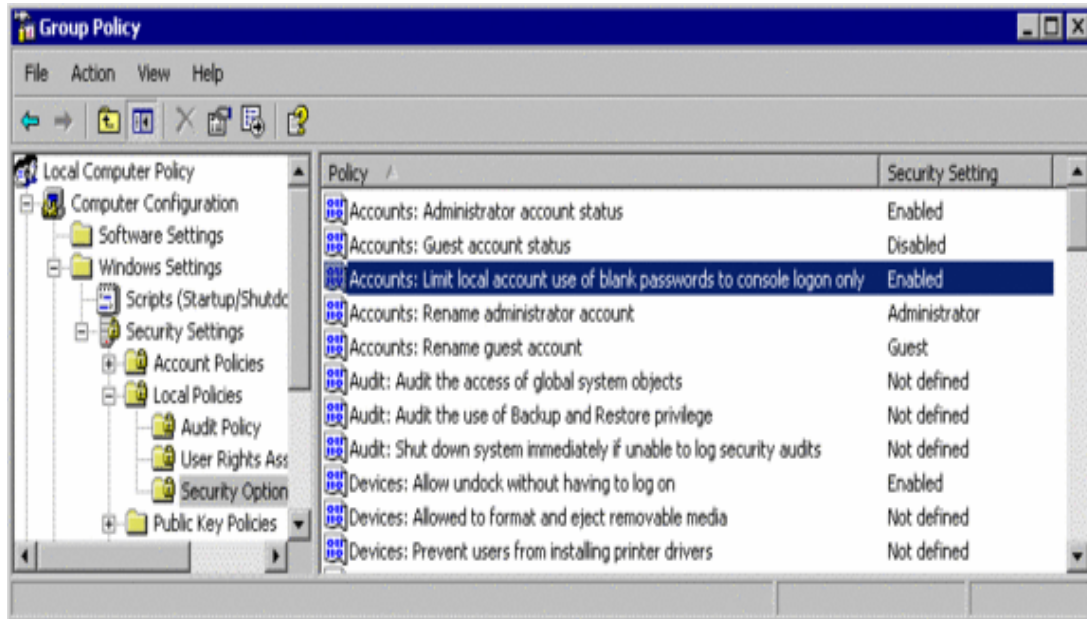 Group Policy
File Action View Help
Local Computer Policy
Computer Configuration
Software Settings
Windows Settings
Scripts (Startup/Shutdc
Security Settings
Account Policies
Local Policies
Audit Policy
User Rights Ass
Security Option
Public Key Policies
Policy Security Setting
Accounts: Administrator account status Enabled
Accounts: Guest account status Disabled
Accounts: Limit local account use of blank passwords to console logon only Enabled
Accounts: Rename administrator account Administrator
Accounts: Rename guest account Guest
Audit: Audit the access of global system objects Not defined
Audit: Audit the use of Backup and Restore privilege Not defined
Audit: Shut down system immediately if unable to log security audits Not defined
Devices: Allow undock without having to log on Enabled
Devices: Allowed to format and eject removable media Not defined
Devices: Prevent users from installing printer drivers Not defined